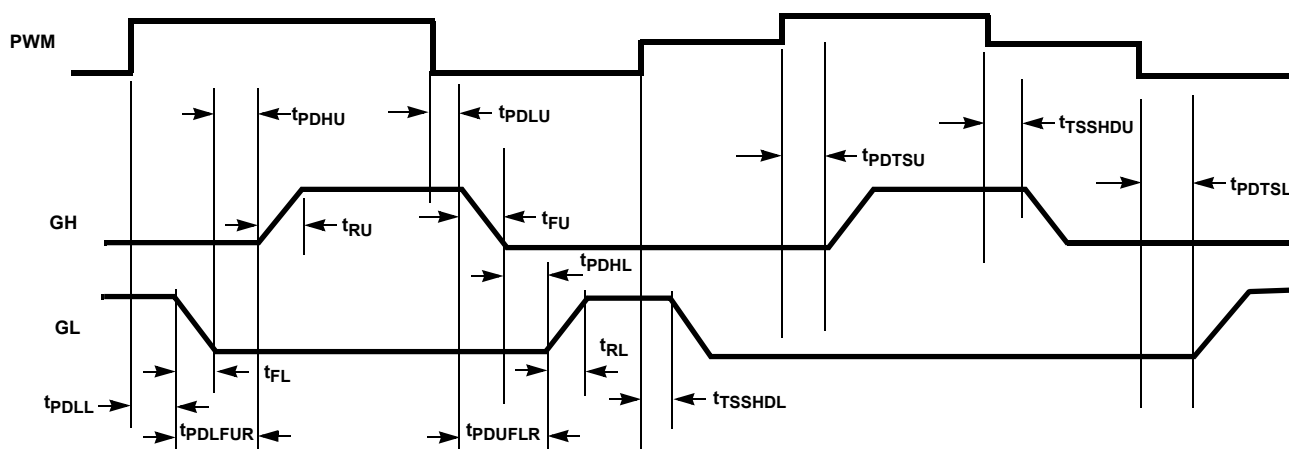 PWM
tPDHU
tPDLU
tTSSHDU
tPDTSU
tPDTSL
GH
tRU
tFU
tPDHL
GL
tRL
tFL
tPDLL
tTSSHDL
tPDLFUR
tPDUFLR